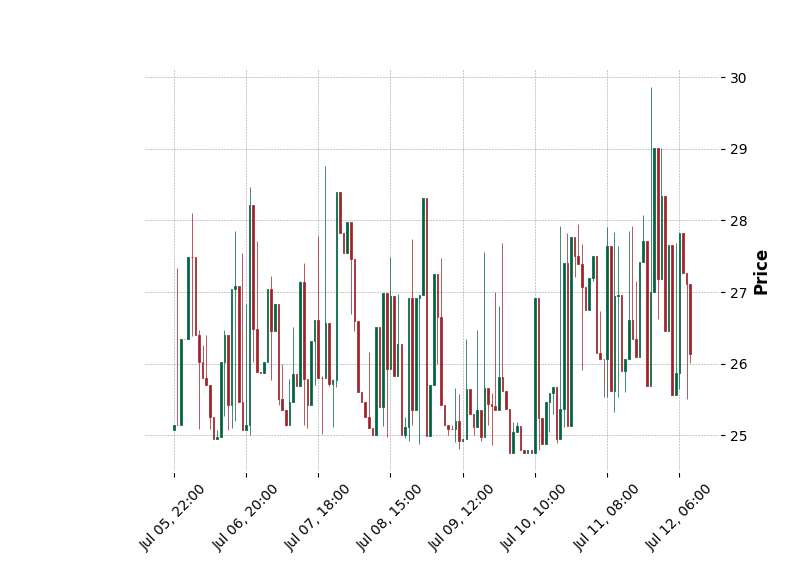 30
29
28
27
26
25
Price
Jul 05, 22:00
Jul 06, 20:00
Jul 07, 18:00
Jul 08, 15:00
Jul 09, 12:00
Jul 10, 10:00
Jul 11, 08:00
Jul 12, 06:00